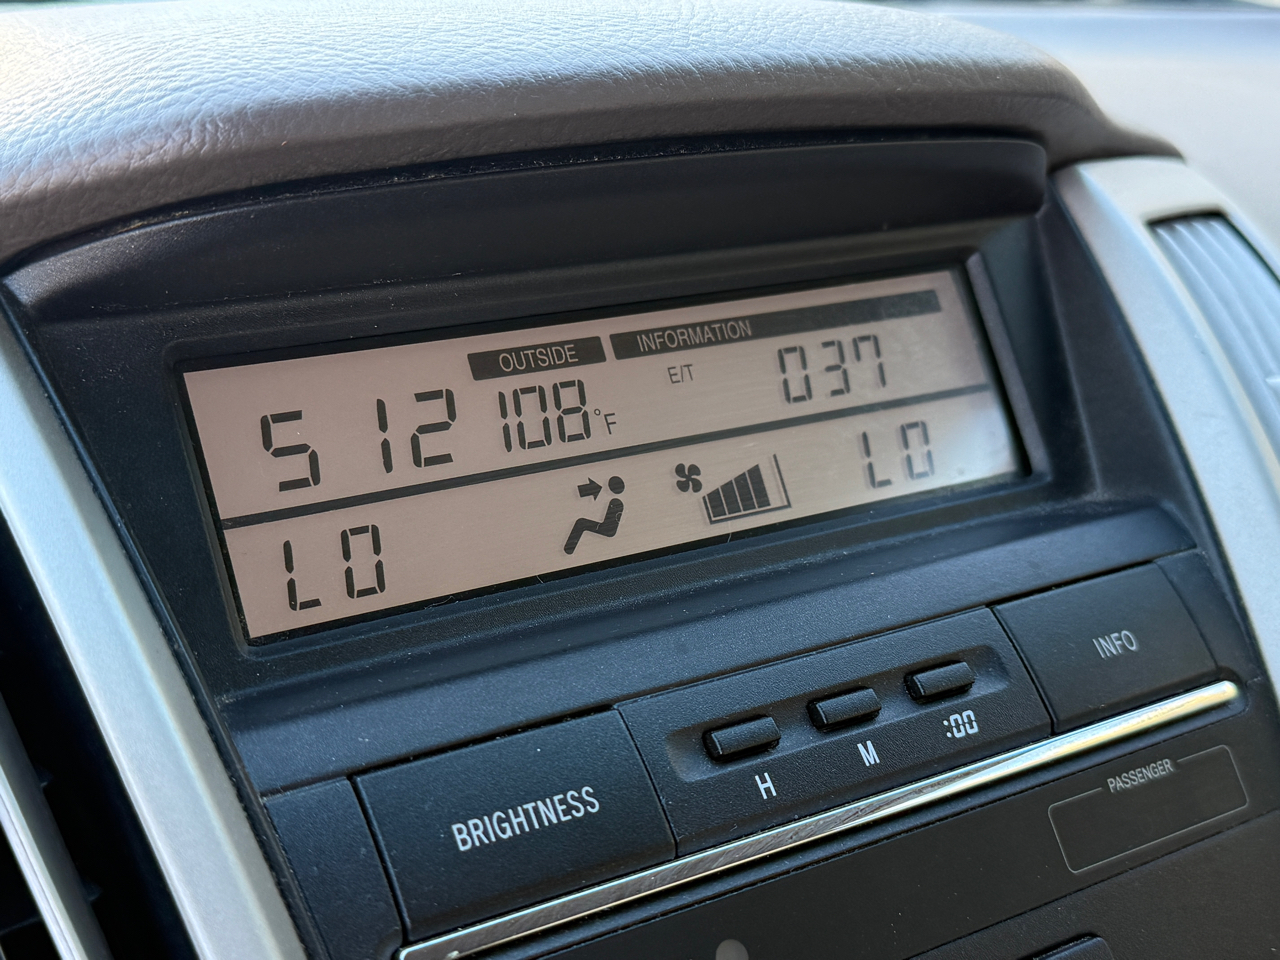 OUTSIDE INFORMATION
5 12 108°F E/T 037
LO LO
INFO
:00
M
H
BRIGHTNESS
PASSENGER